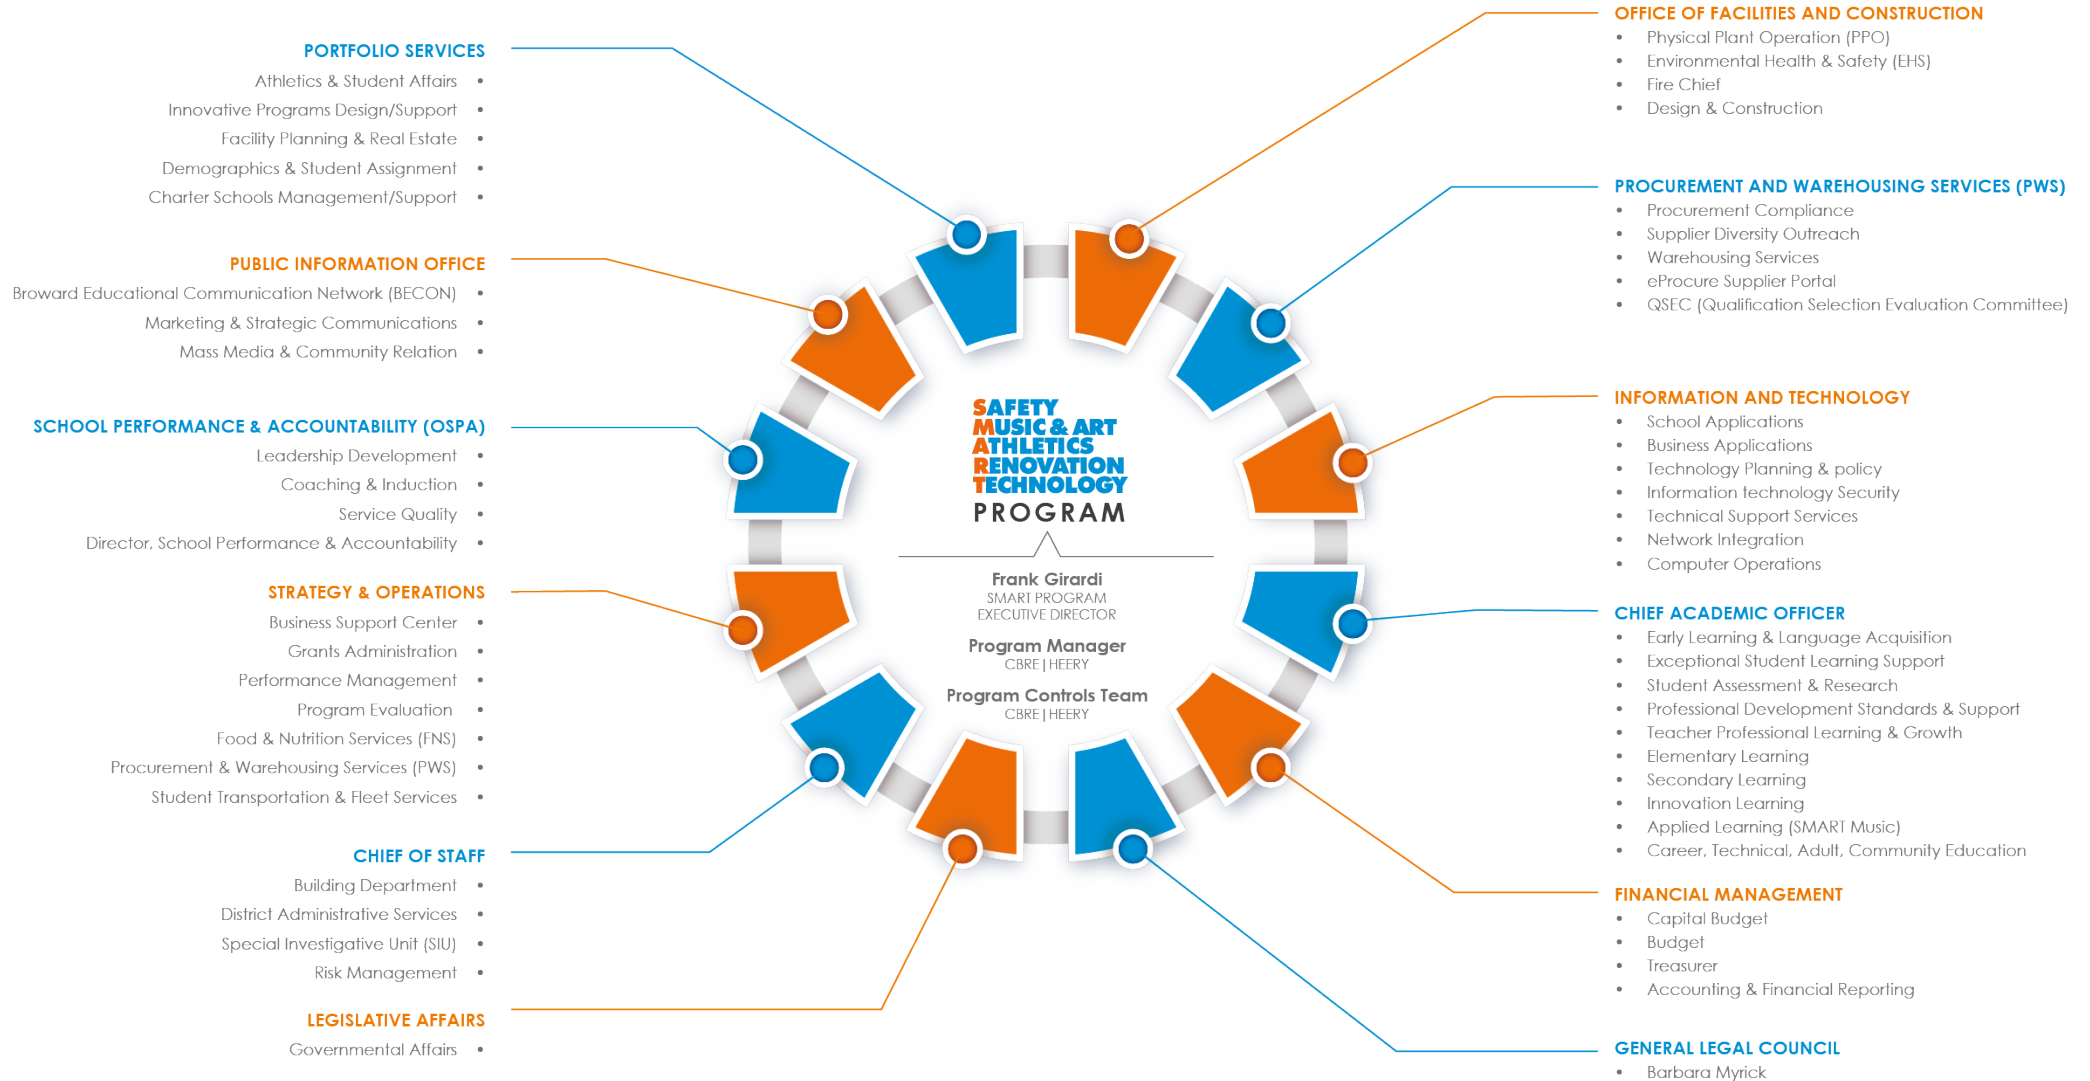 PORTFOLIO SERVICES
Athletics & Student Affairs •
Innovative Programs Design/Support •
Facility Planning & Real Estate •
Demographics & Student Assignment •
Charter Schools Management/Support •
PUBLIC INFORMATION OFFICE
Broward Educational Communication Network (BECON) •
Marketing & Strategic Communications •
Mass Media & Community Relation •
SCHOOL PERFORMANCE & ACCOUNTABILITY (OSPA)
Leadership Development •
Coaching & Induction •
Service Quality •
Director, School Performance & Accountability •
STRATEGY & OPERATIONS
Business Support Center •
Grants Administration •
Performance Management •
Program Evaluation •
Food & Nutrition Services (FNS) •
Procurement & Warehousing Services (PWS) •
Student Transportation & Fleet Services •
CHIEF OF STAFF
Building Department •
District Administrative Services •
Special Investigative Unit (SIU) •
Risk Management •
LEGISLATIVE AFFAIRS
Governmental Affairs •
SAFETY
MUSIC & ART
ATHLETICS
RENOVATION
TECHNOLOGY
PROGRAM
Frank Girardi
SMART PROGRAM
EXECUTIVE DIRECTOR
Program Manager
CBRE|HEERY
Program Controls Team
CBRE|HEERY
OFFICE OF FACILITIES AND CONSTRUCTION
• Physical Plant Operation (PPO)
• Environmental Health & Safety (EHS)
• Fire Chief
• Design & Construction
PROCUREMENT AND WAREHOUSING SERVICES (PWS)
• Procurement Compliance
• Supplier Diversity Outreach
• Warehousing Services
• eProcure Supplier Portal
• QSEC (Qualification Selection Evaluation Committee)
INFORMATION AND TECHNOLOGY
• School Applications
• Business Applications
• Technology Planning & policy
• Information technology Security
• Technical Support Services
• Network Integration
• Computer Operations
CHIEF ACADEMIC OFFICER
• Early Learning & Language Acquisition
• Exceptional Student Learning Support
• Student Assessment & Research
• Professional Development Standards & Support
• Teacher Professional Learning & Growth
• Elementary Learning
• Secondary Learning
• Innovation Learning
• Applied Learning (SMART Music)
• Career, Technical, Adult, Community Education
FINANCIAL MANAGEMENT
• Capital Budget
• Budget
• Treasurer
• Accounting & Financial Reporting
GENERAL LEGAL COUNCIL
• Barbara Myrick